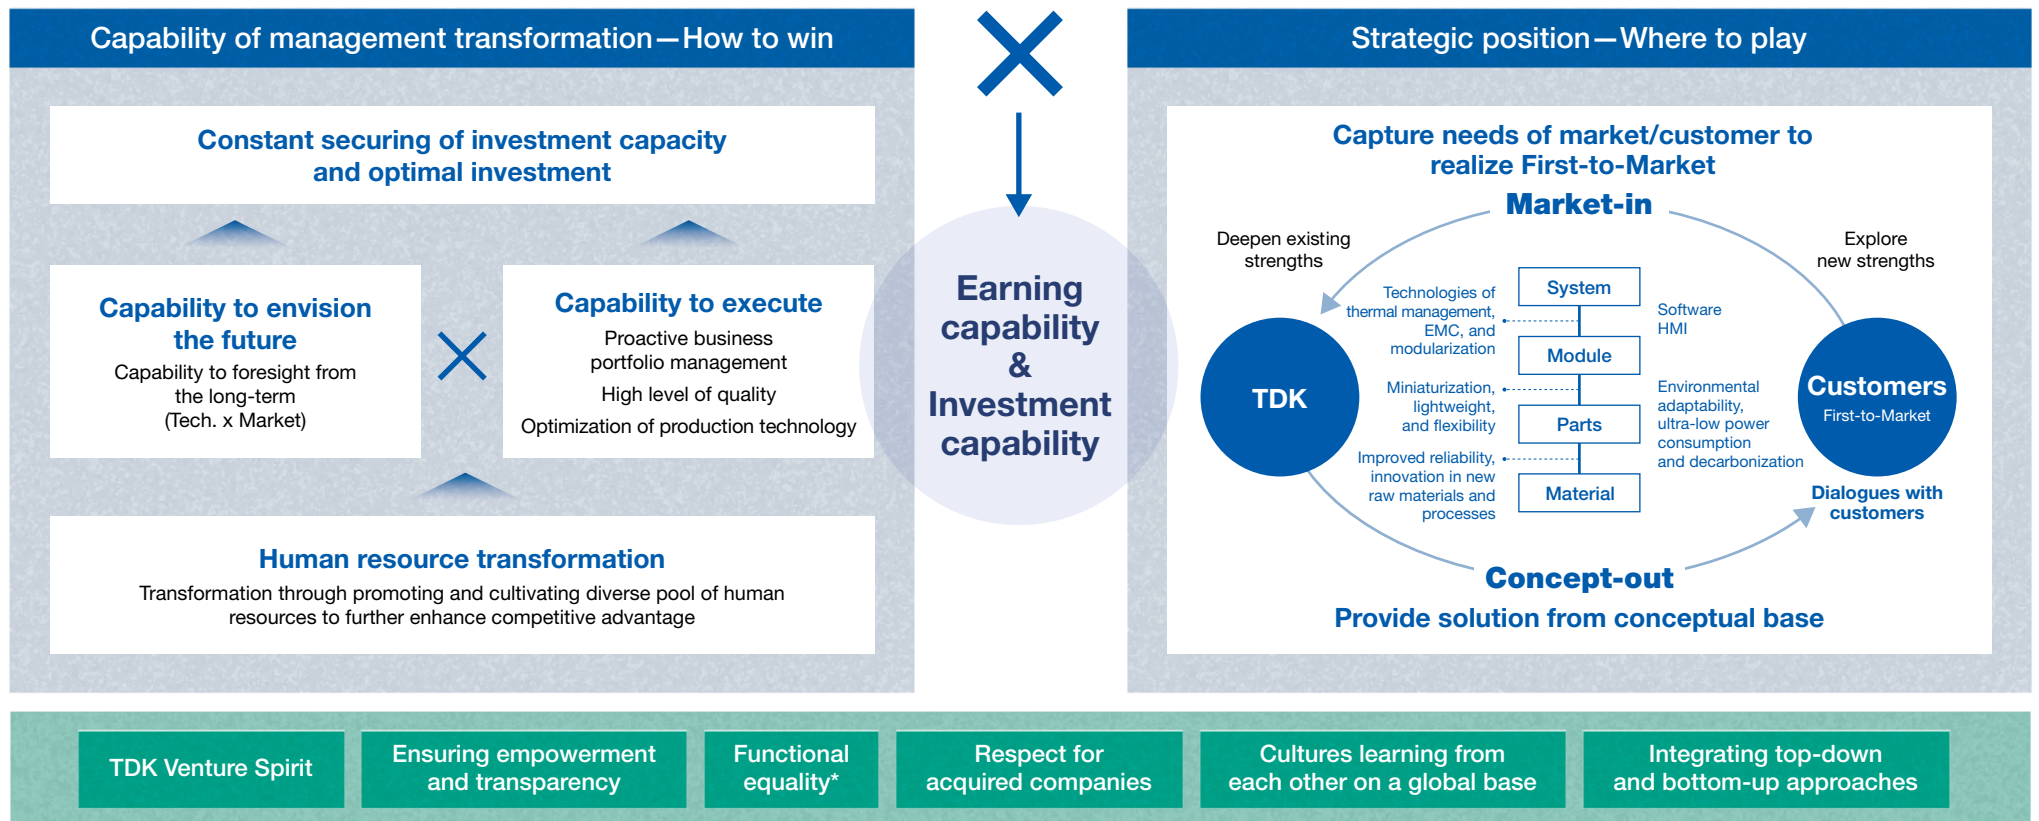 Capability of management transformation—How to win
Constant securing of investment capacity
and optimal investment
Capability to envision
the future
Capability to foresight from
the long-term
(Tech. x Market)
Capability to execute
Proactive business
portfolio management
High level of quality
Optimization of production technology
Human resource transformation
Transformation through promoting and cultivating diverse pool of human
resources to further enhance competitive advantage
Earning
capability
&
Investment
capability
Strategic position—Where to play
Capture needs of market/customer to
realize First-to-Market
Market-in
Deepen existing
strengths
Explore
new strengths
TDK
Technologies of
thermal management,
EMC, and
modularization
Miniaturization,
lightweight,
and flexibility
Improved reliability,
innovation in new
raw materials and
processes
System
Module
Parts
Material
Software
HMI
Environmental
adaptability,
ultra-low power
consumption
and decarbonization
Customers
First-to-Market
Dialogues with
customers
Concept-out
Provide solution from conceptual base
TDK Venture Spirit
Ensuring empowerment
and transparency
Functional
equality*
Respect for
acquired companies
Cultures learning from
each other on a global base
Integrating top-down
and bottom-up approaches